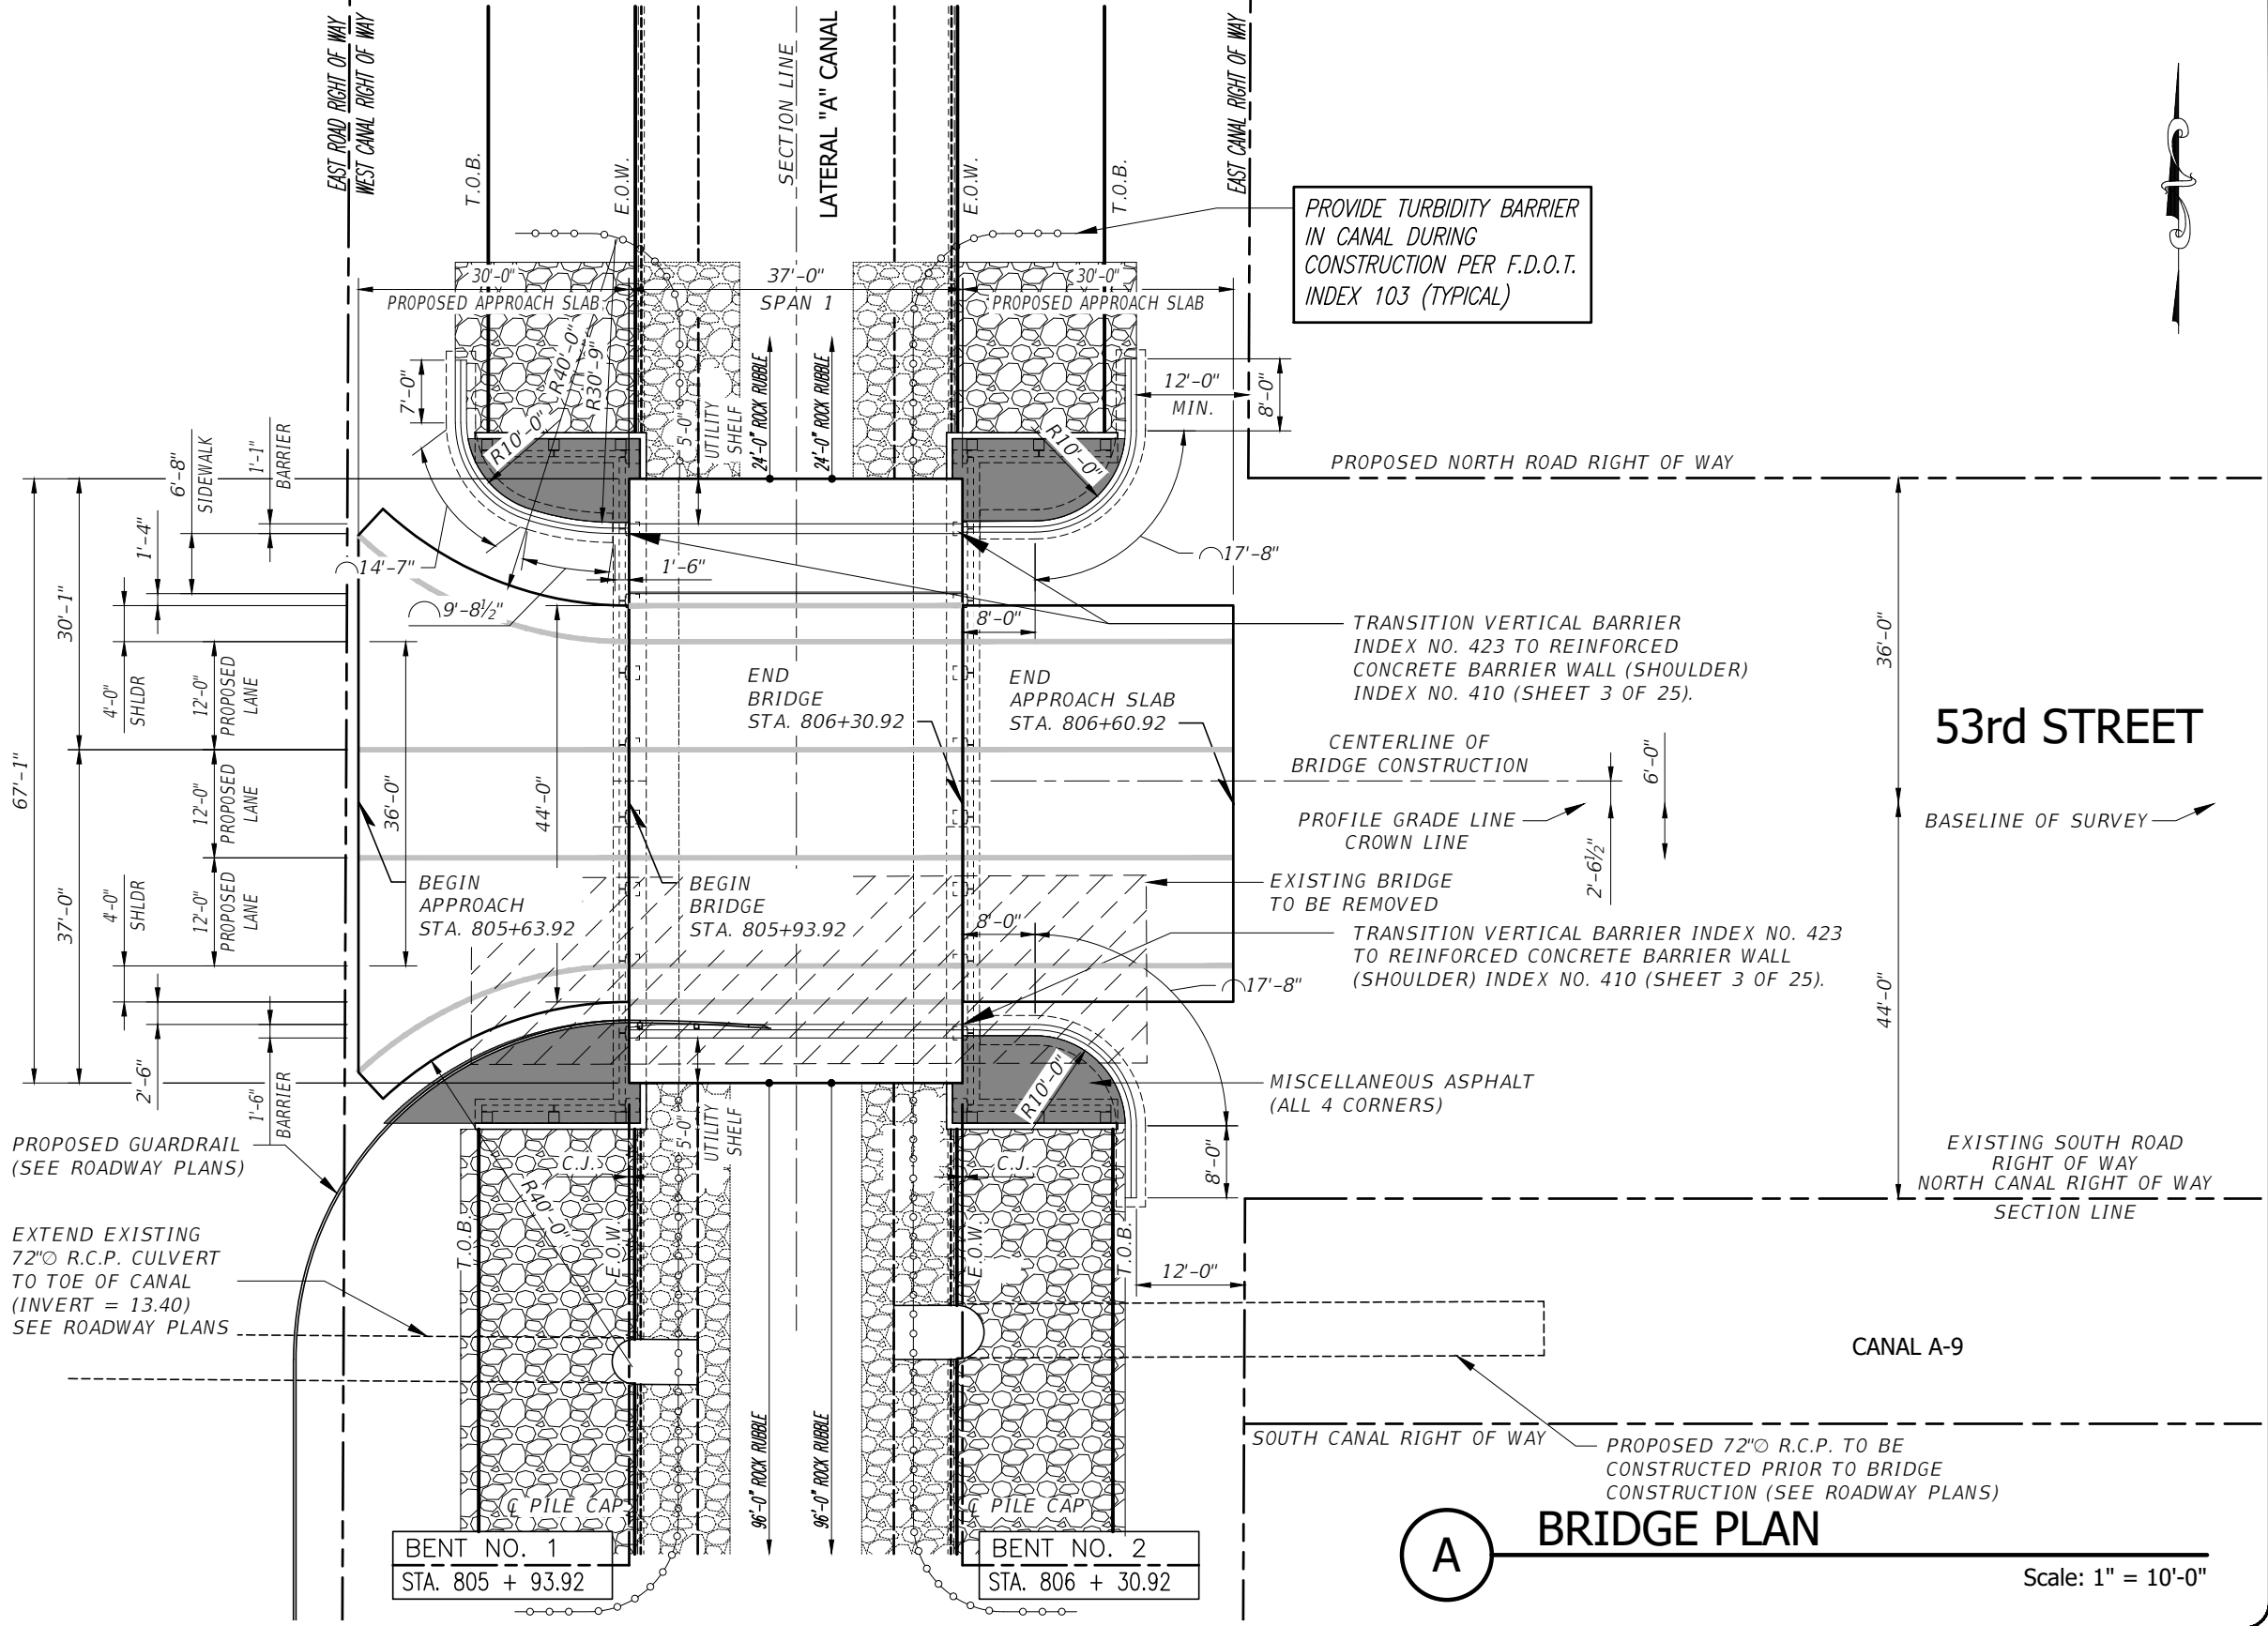 EAST ROAD RIGHT OF WAY
WEST CANAL RIGHT OF WAY
T.O.B.
E.O.W.
SECTION LINE
LATERAL "A" CANAL
E.O.W.
T.O.B.
EAST CANAL RIGHT OF WAY
PROVIDE TURBIDITY BARRIER
IN CANAL DURING
CONSTRUCTION PER F.D.O.T.
INDEX 103 (TYPICAL)
30'-0"
PROPOSED APPROACH SLAB
37'-0"
SPAN 1
30'-0"
PROPOSED APPROACH SLAB
7'-0"
R10'-0"
R40'-0"
R30'-9"
5'-0"
UTILITY
SHELF
24'-0" ROCK RUBBLE
24'-0" ROCK RUBBLE
R10'-0"
12'-0"
MIN.
8'-0"
PROPOSED NORTH ROAD RIGHT OF WAY
6'-8"
SIDEWALK
1'-1"
BARRIER
1'-4"
14'-7"
9'-8½"
1'-6"
17'-8"
8'-0"
67'-1"
30'-1"
37'-0"
4'-0"
SHLDR
12'-0"
PROPOSED
LANE
12'-0"
PROPOSED
LANE
12'-0"
PROPOSED
LANE
4'-0"
SHLDR
36'-0"
44'-0"
2'-6"
1'-6"
BARRIER
END
BRIDGE
STA. 806+30.92
END
APPROACH SLAB
STA. 806+60.92
BEGIN
APPROACH
STA. 805+63.92
BEGIN
BRIDGE
STA. 805+93.92
TRANSITION VERTICAL BARRIER
INDEX NO. 423 TO REINFORCED
CONCRETE BARRIER WALL (SHOULDER)
INDEX NO. 410 (SHEET 3 OF 25).
CENTERLINE OF
BRIDGE CONSTRUCTION
PROFILE GRADE LINE
CROWN LINE
6'-0"
2'-6½"
36'-0"
44'-0"
53rd STREET
BASELINE OF SURVEY
EXISTING BRIDGE
TO BE REMOVED
8'-0"
TRANSITION VERTICAL BARRIER INDEX NO. 423
TO REINFORCED CONCRETE BARRIER WALL
(SHOULDER) INDEX NO. 410 (SHEET 3 OF 25).
17'-8"
R10'-0"
MISCELLANEOUS ASPHALT
(ALL 4 CORNERS)
8'-0"
PROPOSED GUARDRAIL
(SEE ROADWAY PLANS)
EXTEND EXISTING
72"∅ R.C.P. CULVERT
TO TOE OF CANAL
(INVERT = 13.40)
SEE ROADWAY PLANS
C.J.
R40'-0"
T.O.B.
E.O.W.
5'-0"
UTILITY
SHELF
96'-0" ROCK RUBBLE
96'-0" ROCK RUBBLE
C.J.
E.O.W.
T.O.B.
12'-0"
EXISTING SOUTH ROAD
RIGHT OF WAY
NORTH CANAL RIGHT OF WAY
SECTION LINE
CANAL A-9
SOUTH CANAL RIGHT OF WAY
PROPOSED 72"∅ R.C.P. TO BE
CONSTRUCTED PRIOR TO BRIDGE
CONSTRUCTION (SEE ROADWAY PLANS)
℄ PILE CAP
BENT NO. 1
STA. 805 + 93.92
℄ PILE CAP
BENT NO. 2
STA. 806 + 30.92
A
BRIDGE PLAN
Scale: 1" = 10'-0"